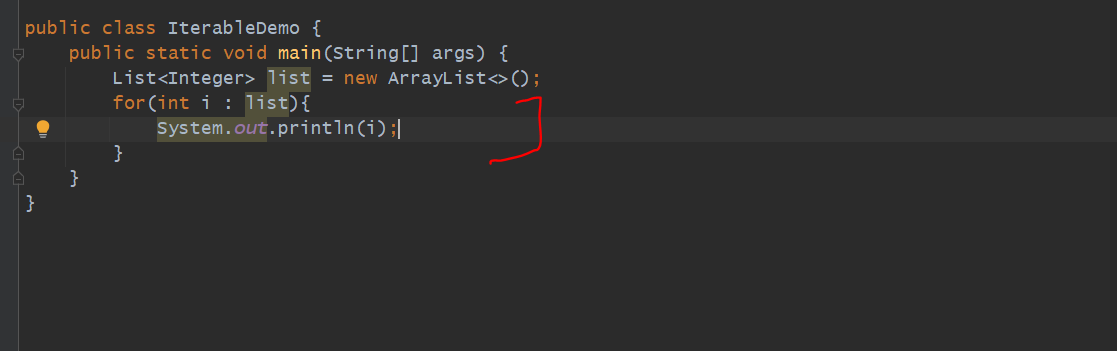 public class IterableDemo {
    public static void main(String[] args) {
        List<Integer> list = new ArrayList<>();
        for(int i : list){
            System.out.println(i);
        }
    }
}